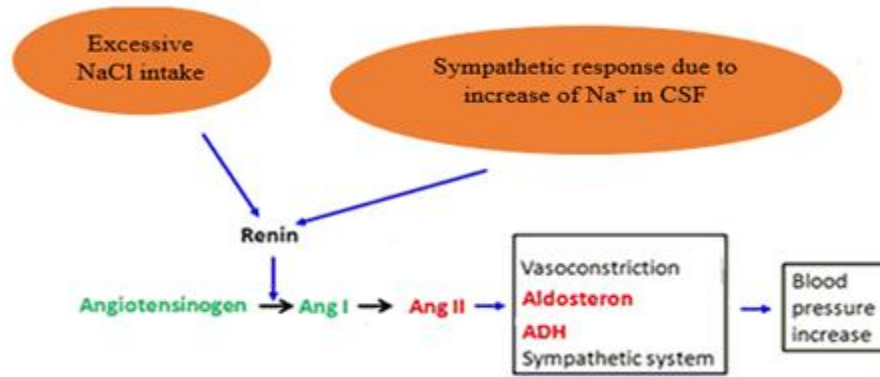 Excessive
NaCl intake
Sympathetic response due to
increase of Na⁺ in CSF
Renin
Angiotensinogen
Ang I
Ang II
Vasoconstriction
Aldosteron
ADH
Sympathetic system
Blood
pressure
increase